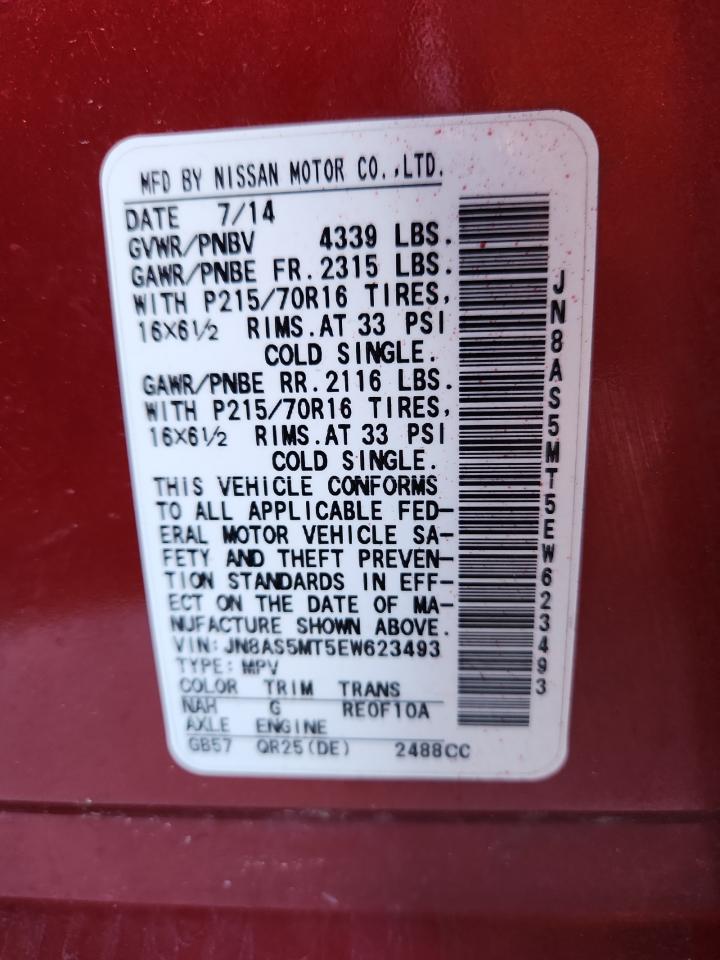 MFD BY NISSAN MOTOR CO.,LTD.
DATE 7/14
GVWR/PNBV 4339 LBS.
GAWR/PNBE FR.2315 LBS.
WITH P215/70R16 TIRES,
16X6½ RIMS.AT 33 PSI
COLD SINGLE.
GAWR/PNBE RR.2116 LBS.
WITH P215/70R16 TIRES,
16X6½ RIMS.AT 33 PSI
COLD SINGLE.
THIS VEHICLE CONFORMS
TO ALL APPLICABLE FED-
ERAL MOTOR VEHICLE SA-
FETY AND THEFT PREVEN-
TION STANDARDS IN EFF-
ECT ON THE DATE OF MA-
NUFACTURE SHOWN ABOVE.
VIN:JN8AS5MT5EW623493
TYPE:MPV
COLOR TRIM TRANS
NAH G RE0F10A
AXLE ENGINE
GB57 QR25(DE) 2488CC
JN8AS5MT5EW623493